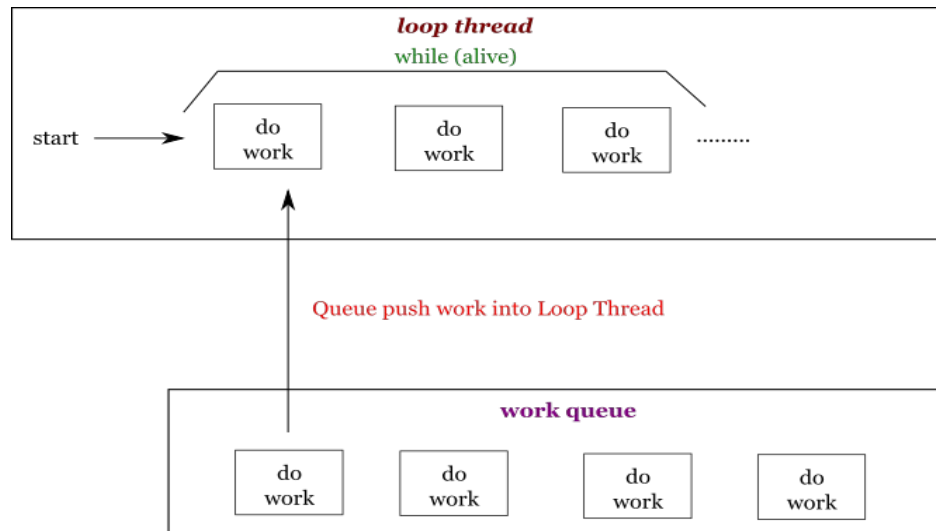 loop thread
while (alive)
start
do
work
do
work
do
work
.........
Queue push work into Loop Thread
work queue
do
work
do
work
do
work
do
work